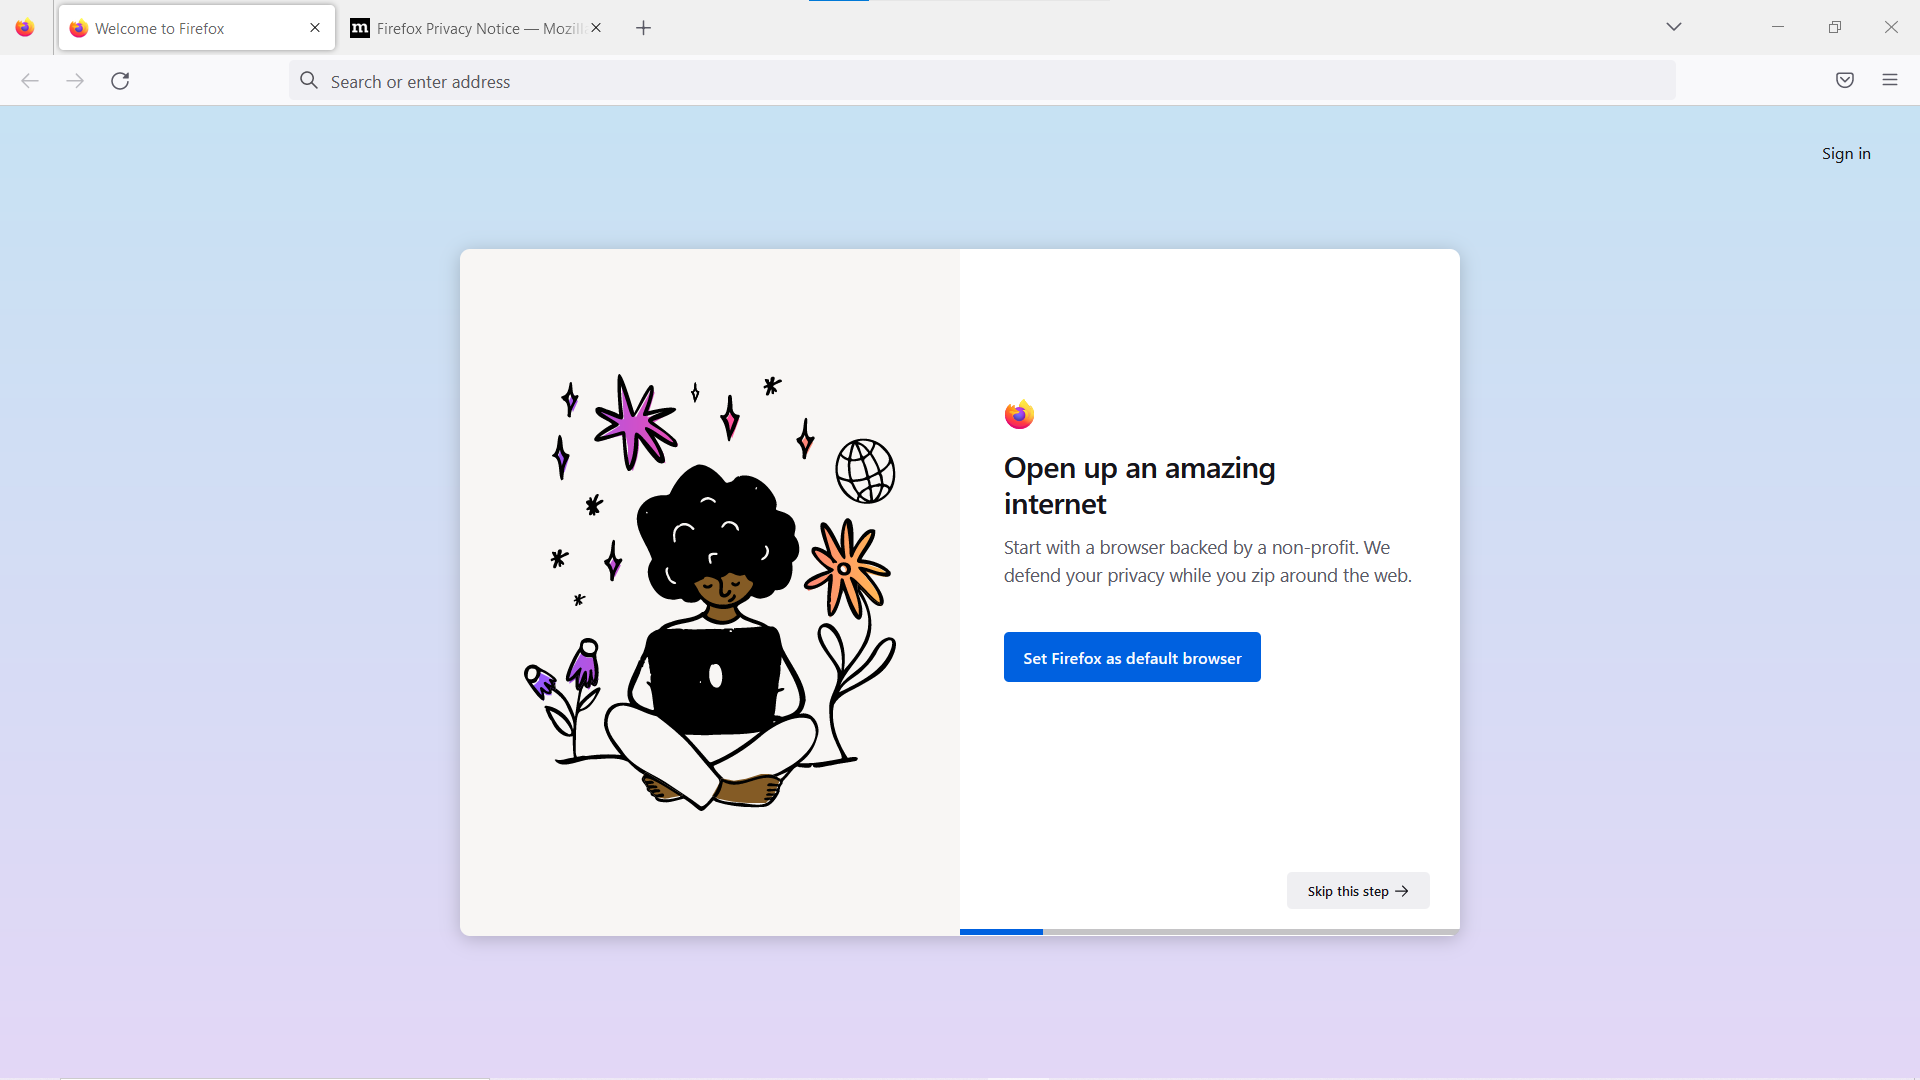 Welcome to Firefox
Firefox Privacy Notice — Mozill
Search or enter address
Sign in
Open up an amazing
internet
Start with a browser backed by a non-profit. We
defend your privacy while you zip around the web.
Set Firefox as default browser
Skip this step